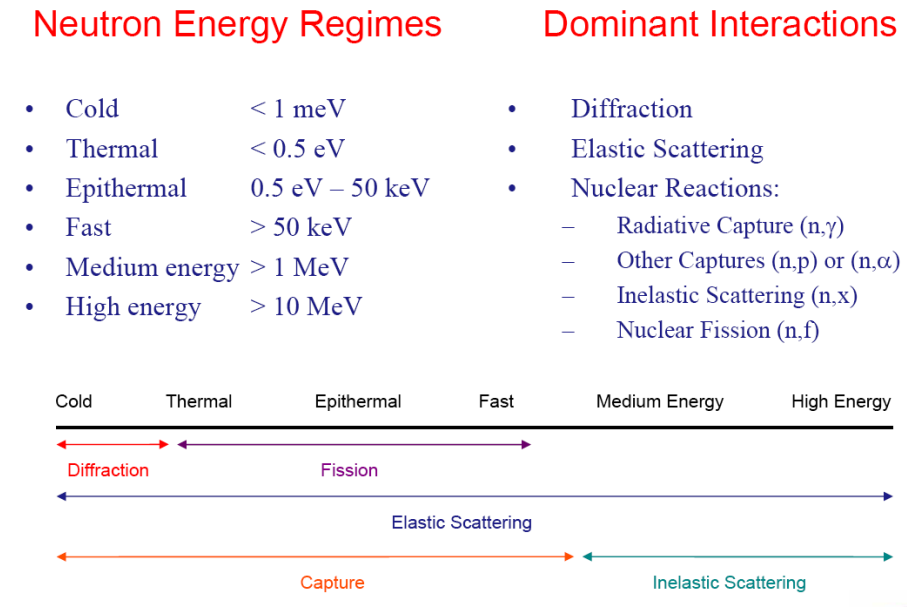 Neutron Energy Regimes
• Cold < 1 meV
• Thermal < 0.5 eV
• Epithermal 0.5 eV – 50 keV
• Fast > 50 keV
• Medium energy > 1 MeV
• High energy > 10 MeV
Dominant Interactions
• Diffraction
• Elastic Scattering
• Nuclear Reactions:
– Radiative Capture (n,γ)
– Other Captures (n,p) or (n,α)
– Inelastic Scattering (n,x)
– Nuclear Fission (n,f)
Cold Thermal Epithermal Fast Medium Energy High Energy
Diffraction Fission
Elastic Scattering
Capture Inelastic Scattering